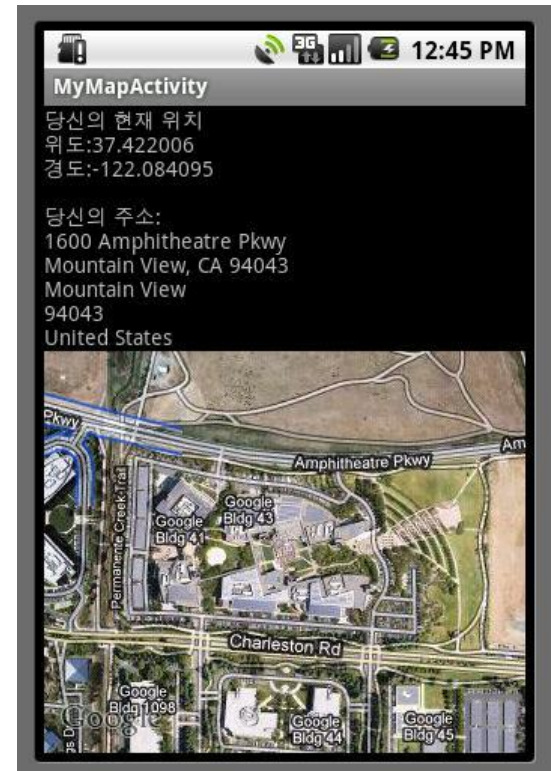 3G
12:45 PM
MyMapActivity
당신의 현재 위치
위도:37.422006
경도:-122.084095
당신의 주소:
1600 Amphitheatre Pkwy
Mountain View, CA 94043
Mountain View
94043
United States
Pkwy
Am
Amphitheatre Pkwy
Google
Bldg 43
Google
Bldg 41
Permanente Creek Trail
Charleston Rd
Google
Bldg 1098
Google
Google
Bldg 44
Google
Bldg 45